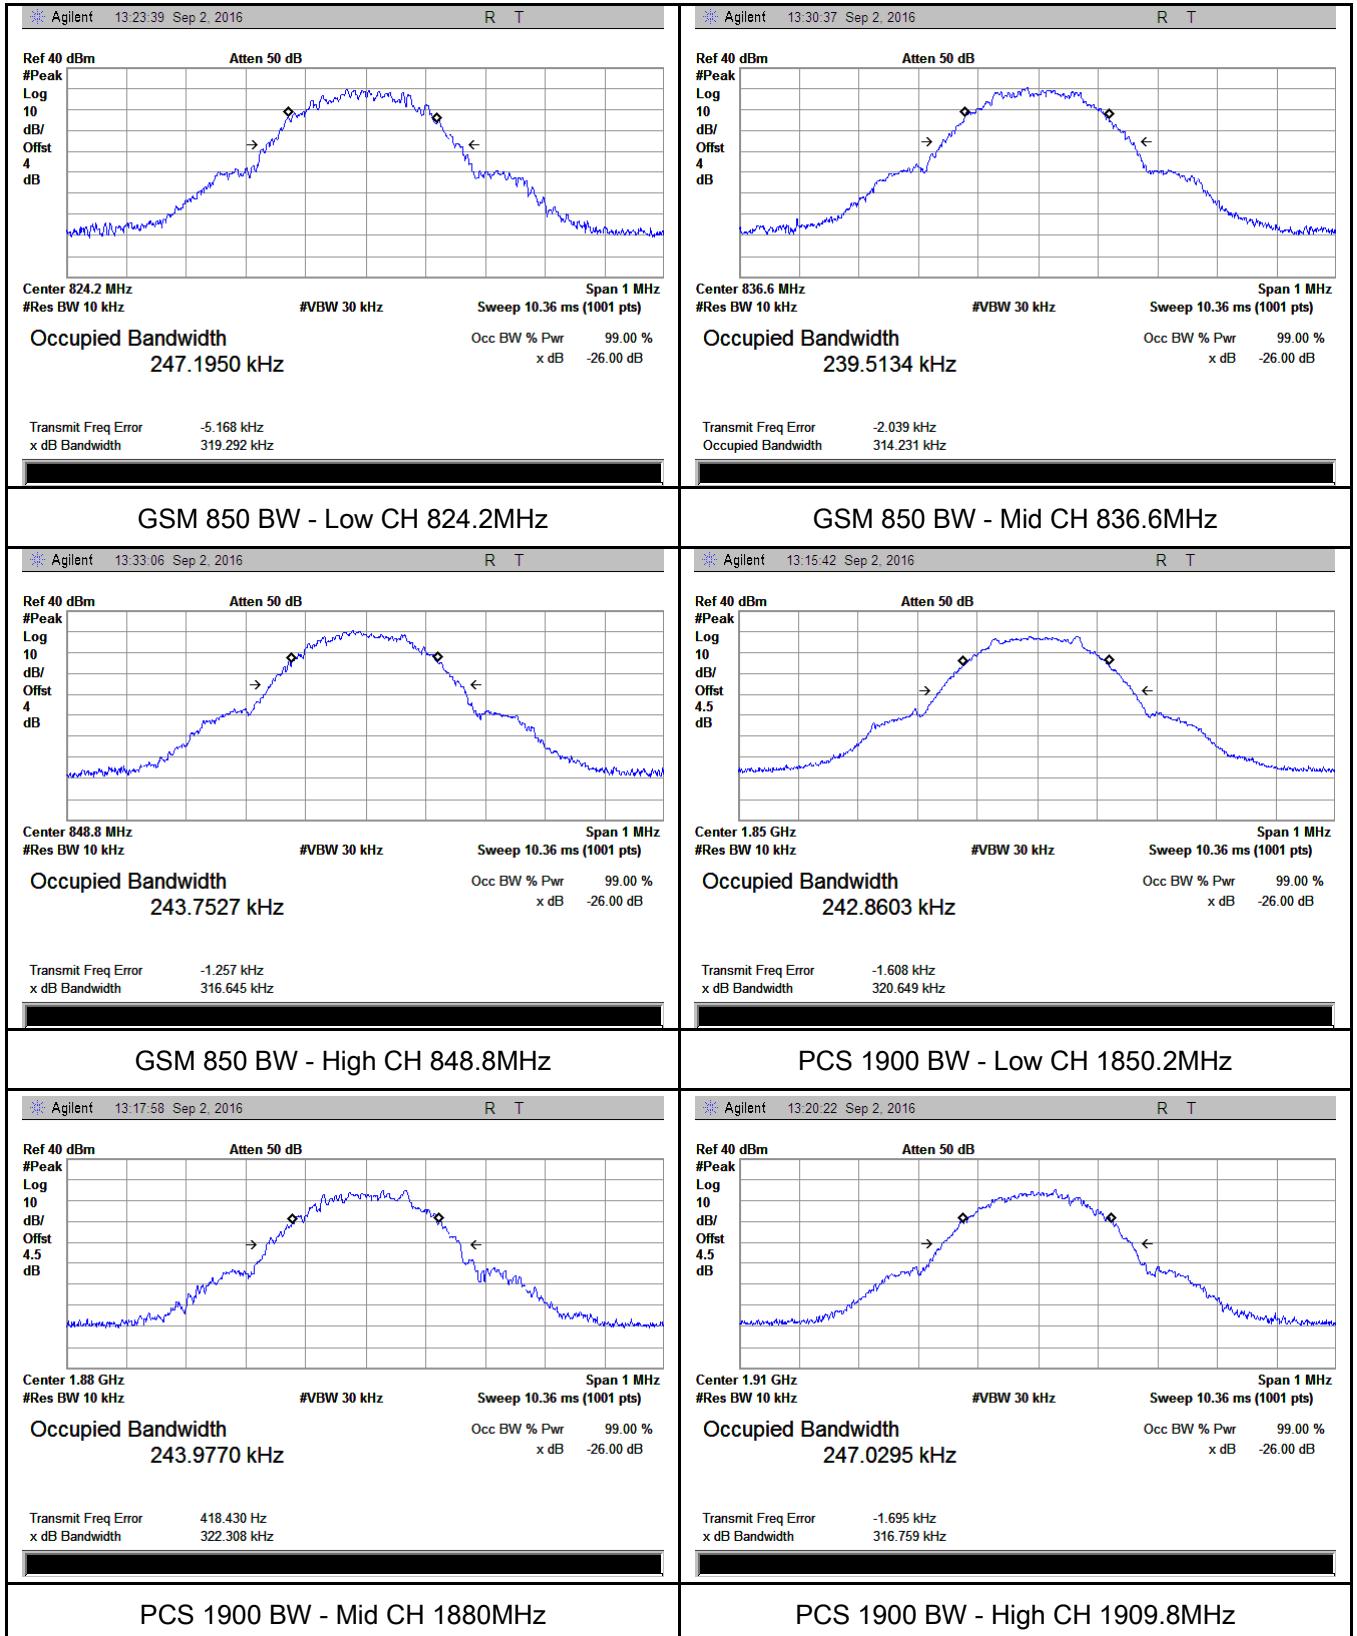 Agilent 13:23:39 Sep 2, 2016 R T
Ref 40 dBm Atten 50 dB
#Peak
Log
10
dB/
Offst
4
dB
Center 824.2 MHz Span 1 MHz
#Res BW 10 kHz #VBW 30 kHz Sweep 10.36 ms (1001 pts)
Occupied Bandwidth Occ BW % Pwr 99.00 %
247.1950 kHz x dB -26.00 dB
Transmit Freq Error -5.168 kHz
x dB Bandwidth 319.292 kHz
GSM 850 BW - Low CH 824.2MHz
Agilent 13:30:37 Sep 2, 2016 R T
Ref 40 dBm Atten 50 dB
#Peak
Log
10
dB/
Offst
4
dB
Center 836.6 MHz Span 1 MHz
#Res BW 10 kHz #VBW 30 kHz Sweep 10.36 ms (1001 pts)
Occupied Bandwidth Occ BW % Pwr 99.00 %
239.5134 kHz x dB -26.00 dB
Transmit Freq Error -2.039 kHz
Occupied Bandwidth 314.231 kHz
GSM 850 BW - Mid CH 836.6MHz
Agilent 13:33:06 Sep 2, 2016 R T
Ref 40 dBm Atten 50 dB
#Peak
Log
10
dB/
Offst
4
dB
Center 848.8 MHz Span 1 MHz
#Res BW 10 kHz #VBW 30 kHz Sweep 10.36 ms (1001 pts)
Occupied Bandwidth Occ BW % Pwr 99.00 %
243.7527 kHz x dB -26.00 dB
Transmit Freq Error -1.257 kHz
x dB Bandwidth 316.645 kHz
GSM 850 BW - High CH 848.8MHz
Agilent 13:15:42 Sep 2, 2016 R T
Ref 40 dBm Atten 50 dB
#Peak
Log
10
dB/
Offst
4.5
dB
Center 1.85 GHz Span 1 MHz
#Res BW 10 kHz #VBW 30 kHz Sweep 10.36 ms (1001 pts)
Occupied Bandwidth Occ BW % Pwr 99.00 %
242.8603 kHz x dB -26.00 dB
Transmit Freq Error -1.608 kHz
x dB Bandwidth 320.649 kHz
PCS 1900 BW - Low CH 1850.2MHz
Agilent 13:17:58 Sep 2, 2016 R T
Ref 40 dBm Atten 50 dB
#Peak
Log
10
dB/
Offst
4.5
dB
Center 1.88 GHz Span 1 MHz
#Res BW 10 kHz #VBW 30 kHz Sweep 10.36 ms (1001 pts)
Occupied Bandwidth Occ BW % Pwr 99.00 %
243.9770 kHz x dB -26.00 dB
Transmit Freq Error 418.430 Hz
x dB Bandwidth 322.308 kHz
PCS 1900 BW - Mid CH 1880MHz
Agilent 13:20:22 Sep 2, 2016 R T
Ref 40 dBm Atten 50 dB
#Peak
Log
10
dB/
Offst
4.5
dB
Center 1.91 GHz Span 1 MHz
#Res BW 10 kHz #VBW 30 kHz Sweep 10.36 ms (1001 pts)
Occupied Bandwidth Occ BW % Pwr 99.00 %
247.0295 kHz x dB -26.00 dB
Transmit Freq Error -1.695 kHz
x dB Bandwidth 316.759 kHz
PCS 1900 BW - High CH 1909.8MHz